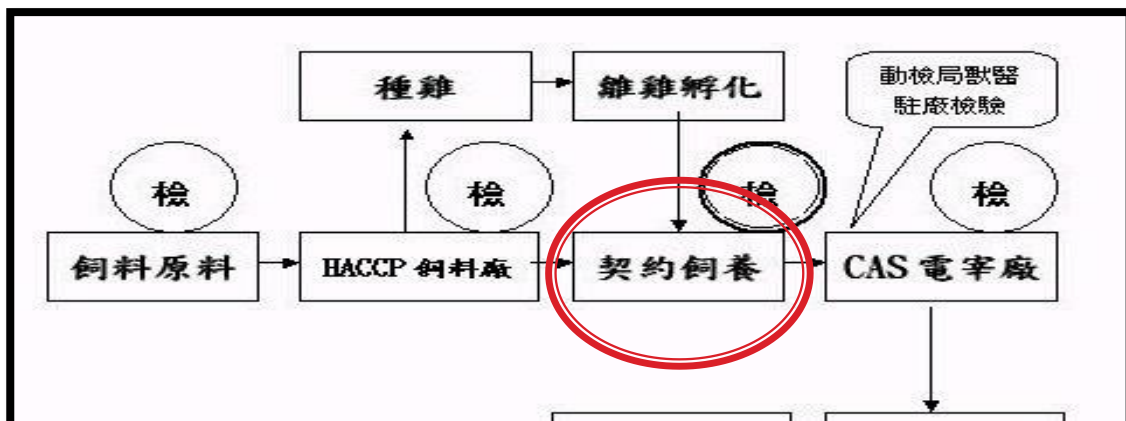 種雞
雛雞孵化
動檢局獸醫
駐廠檢驗
檢
檢
檢
檢
飼料原料
HACCP 飼料廠
契約飼養
CAS 電宰廠